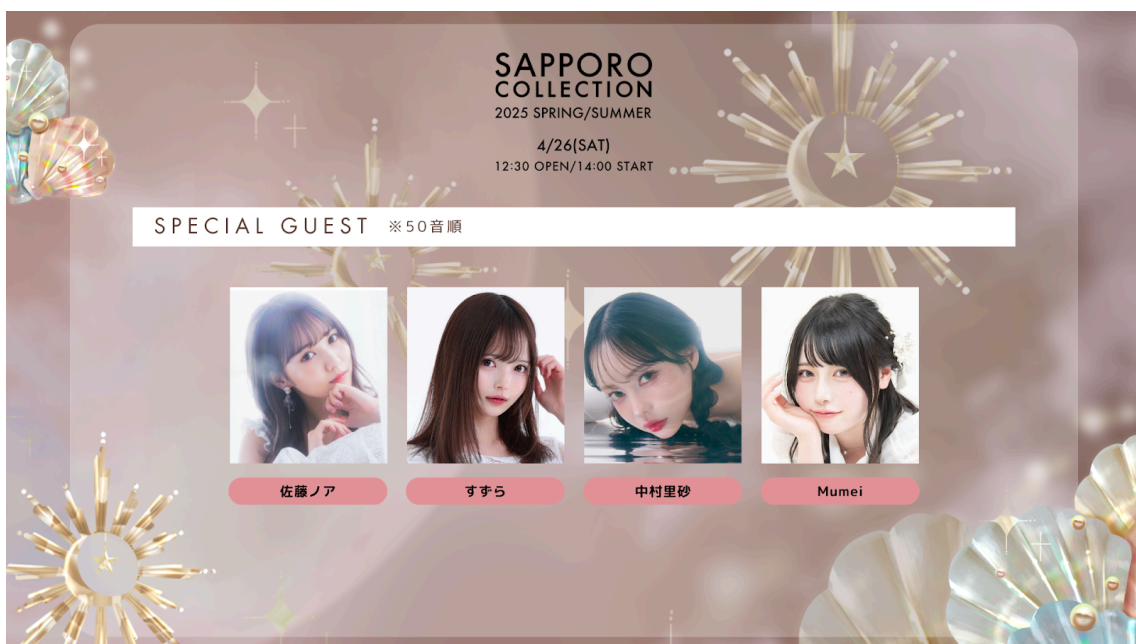 SAPPORO
COLLECTION
2025 SPRING/SUMMER
4/26(SAT)
12:30 OPEN/14:00 START
SPECIAL GUEST ※50音順
佐藤ノア
すずら
中村里砂
Mumei